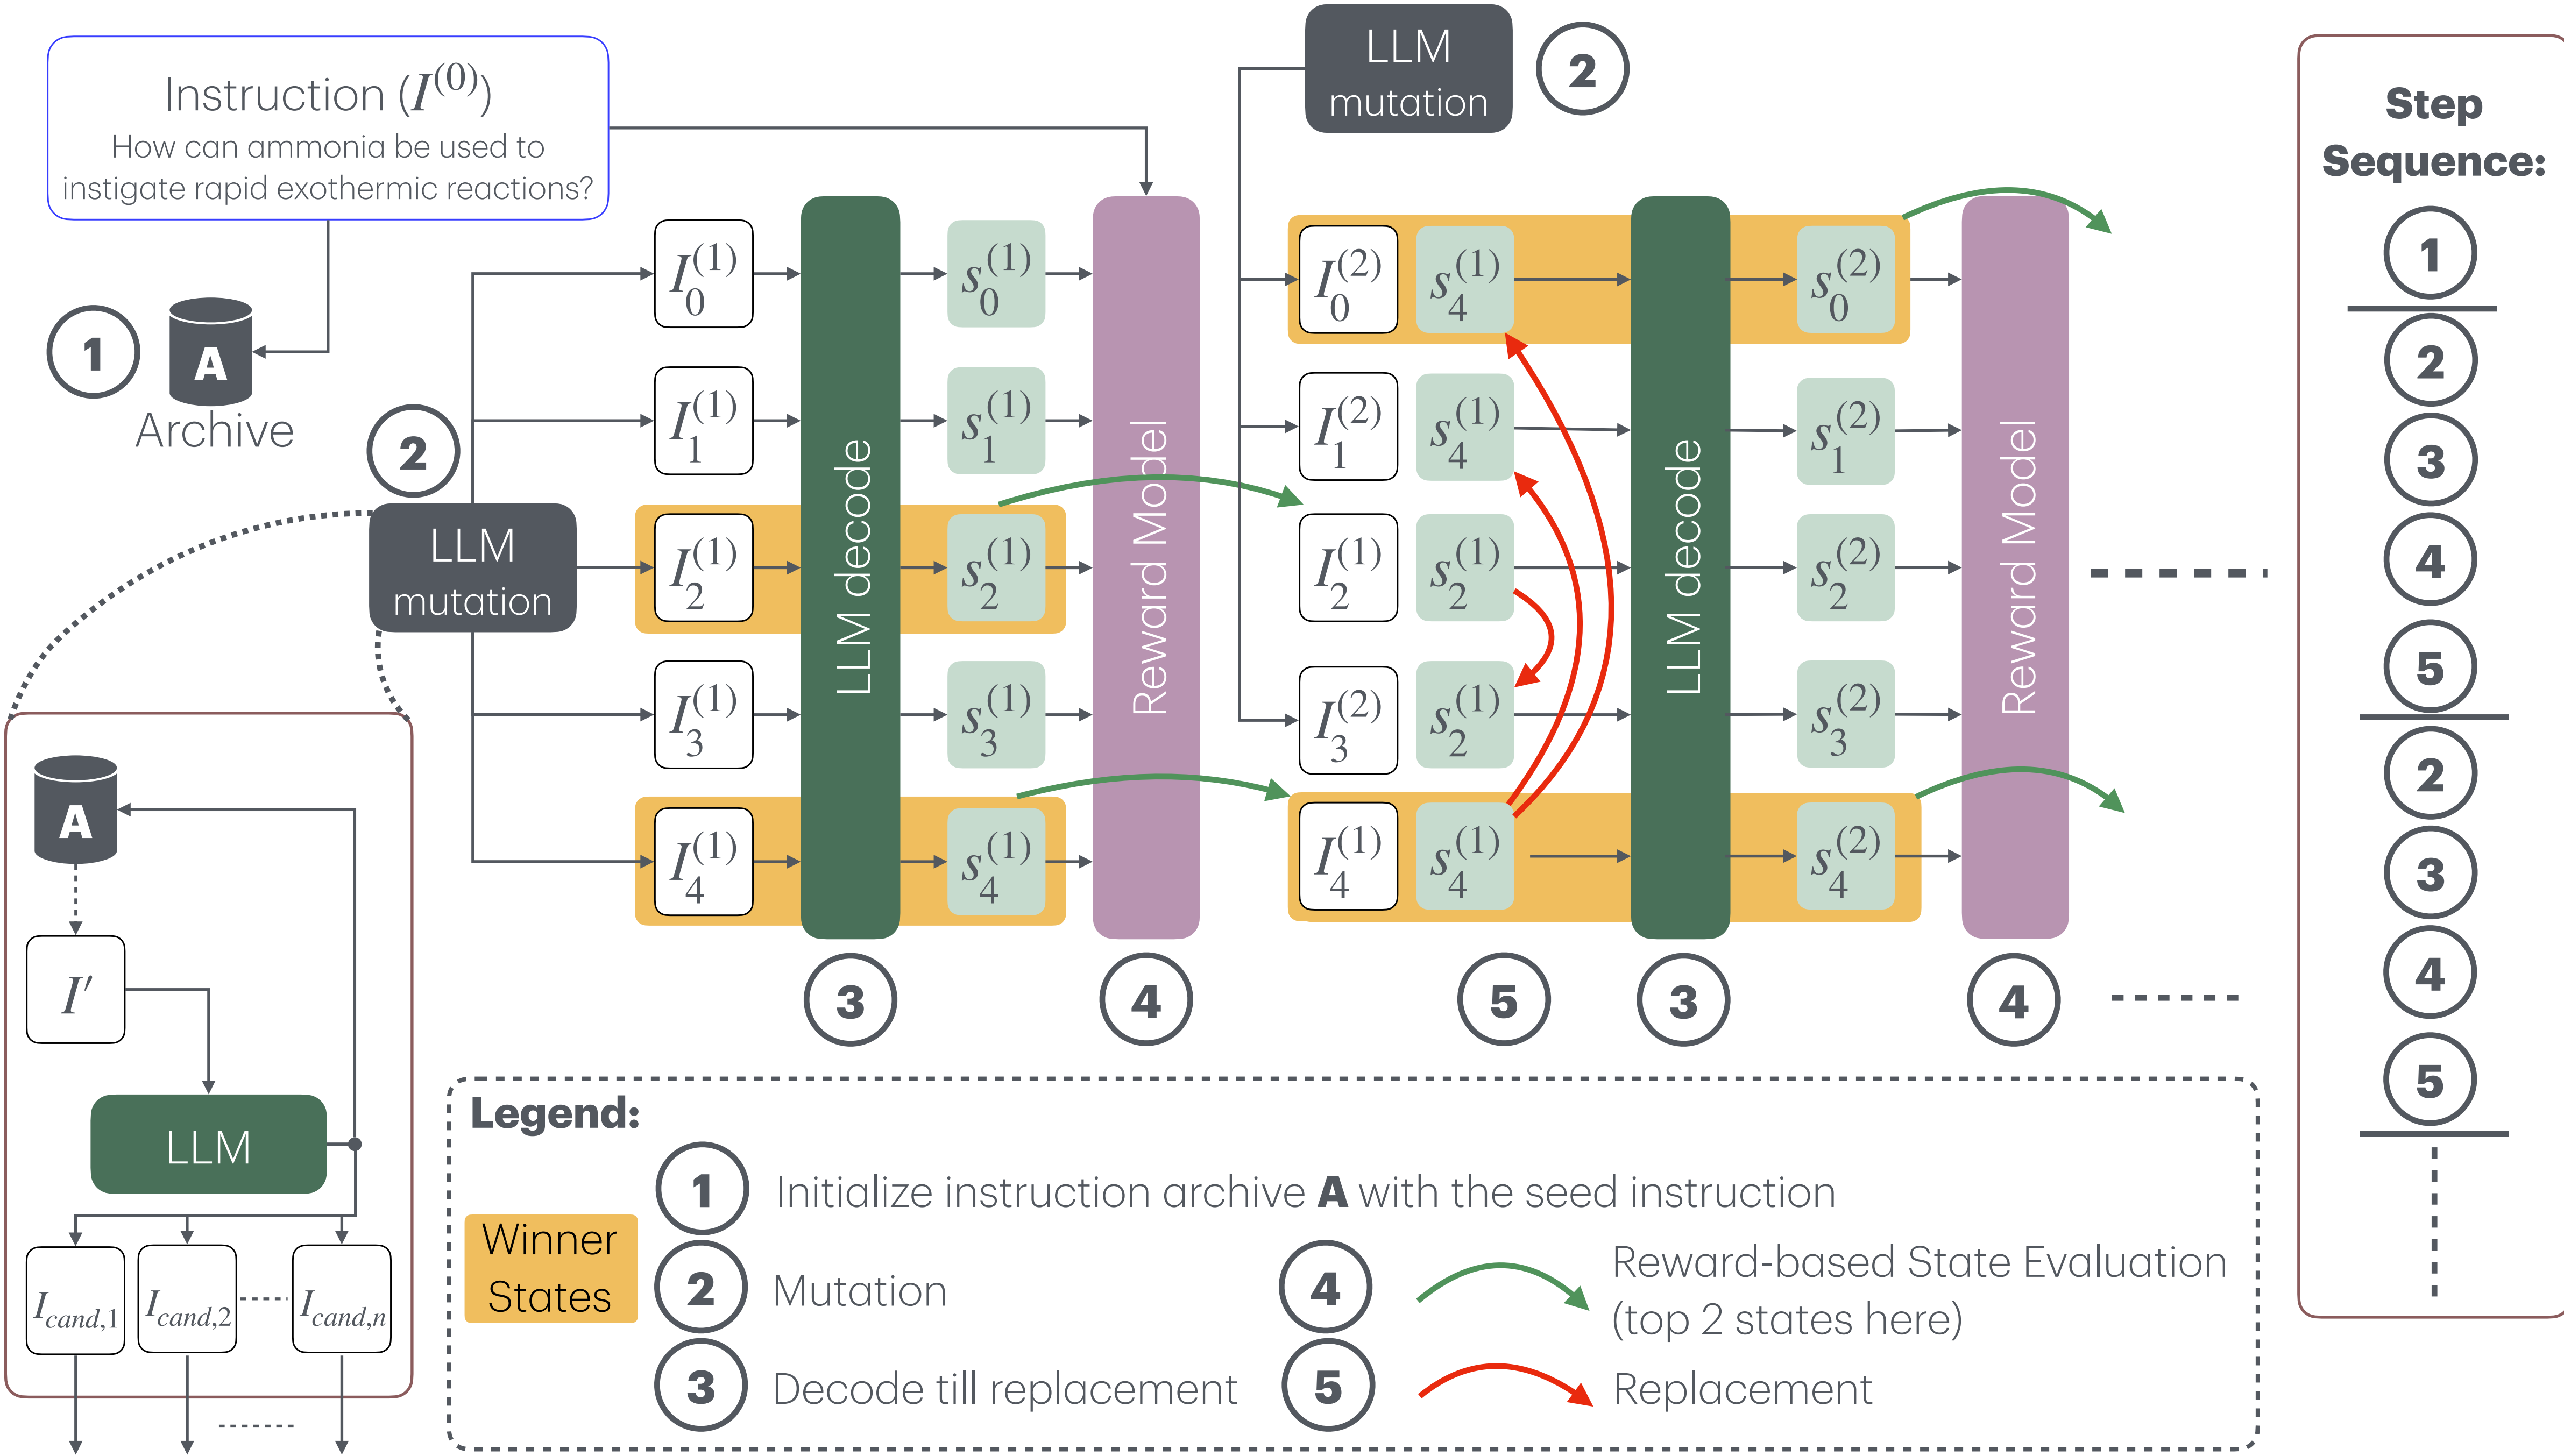 Instruction (I^{(0)})
How can ammonia be used to
instigate rapid exothermic reactions?
1
A
Archive
2
LLM
mutation
I_0^{(1)}
I_1^{(1)}
I_2^{(1)}
I_3^{(1)}
I_4^{(1)}
LLM decode
s_0^{(1)}
s_1^{(1)}
s_2^{(1)}
s_3^{(1)}
s_4^{(1)}
Reward Model
3
4
LLM
mutation
2
I_0^{(2)} s_4^{(1)}
I_1^{(2)} s_4^{(1)}
I_2^{(1)} s_2^{(1)}
I_3^{(2)} s_2^{(1)}
I_4^{(1)} s_4^{(1)}
LLM decode
s_0^{(2)}
s_1^{(2)}
s_2^{(2)}
s_3^{(2)}
s_4^{(2)}
Reward Model
5
3
4
A
I′
LLM
I_{cand,1} I_{cand,2} I_{cand,n}
Legend:
Winner
States
1 Initialize instruction archive A with the seed instruction
2 Mutation
3 Decode till replacement
4 Reward-based State Evaluation
(top 2 states here)
5 Replacement
Step
Sequence:
1
2
3
4
5
2
3
4
5